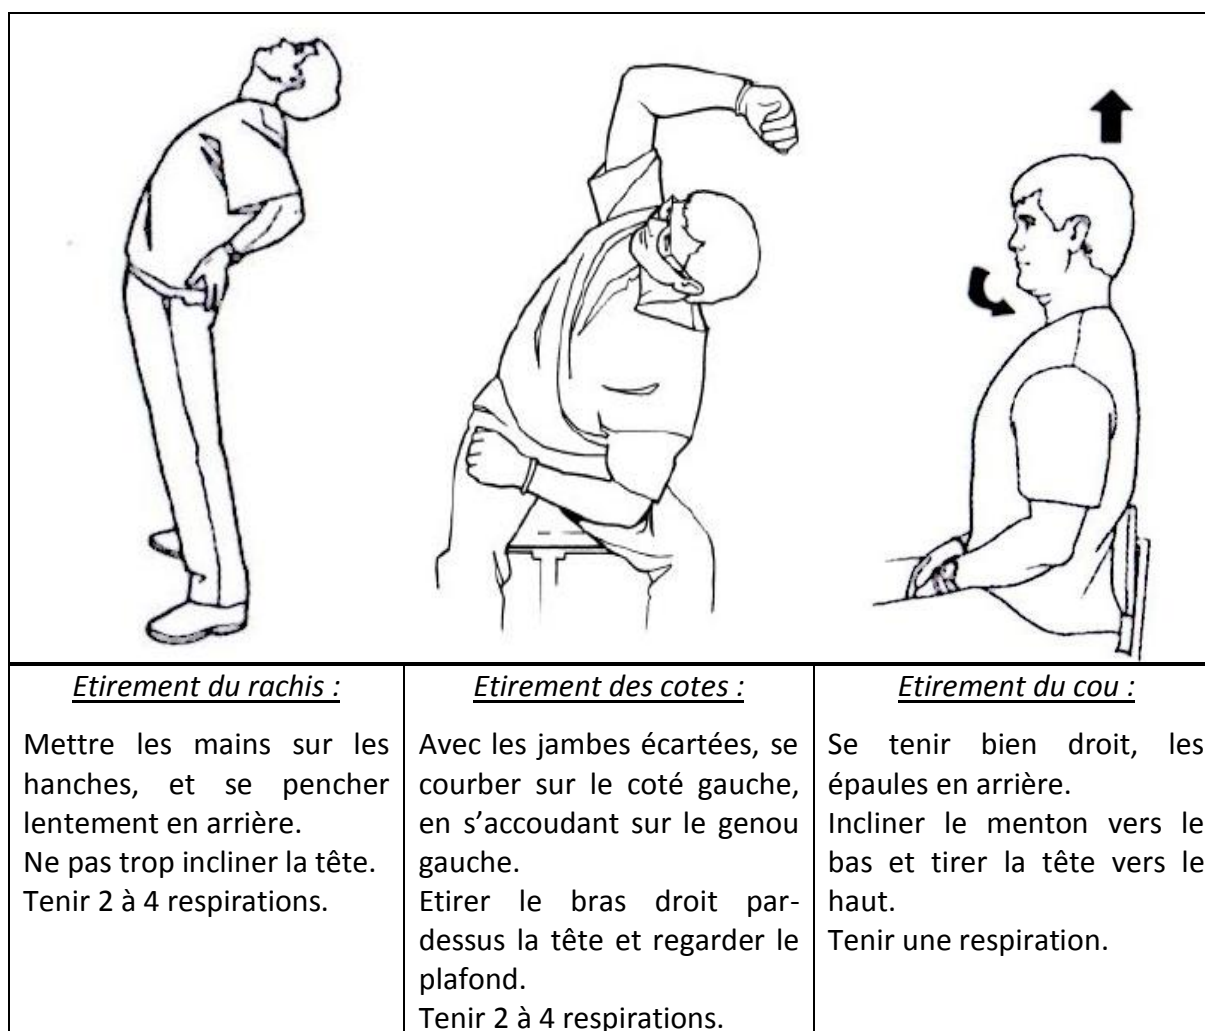 Etirement du rachis :
Mettre les mains sur les
hanches, et se pencher
lentement en arrière.
Ne pas trop incliner la tête.
Tenir 2 à 4 respirations.
Etirement des cotes :
Avec les jambes écartées, se
courber sur le coté gauche,
en s’accoudant sur le genou
gauche.
Etirer le bras droit par-
dessus la tête et regarder le
plafond.
Tenir 2 à 4 respirations.
Etirement du cou :
Se tenir bien droit, les
épaules en arrière.
Incliner le menton vers le
bas et tirer la tête vers le
haut.
Tenir une respiration.